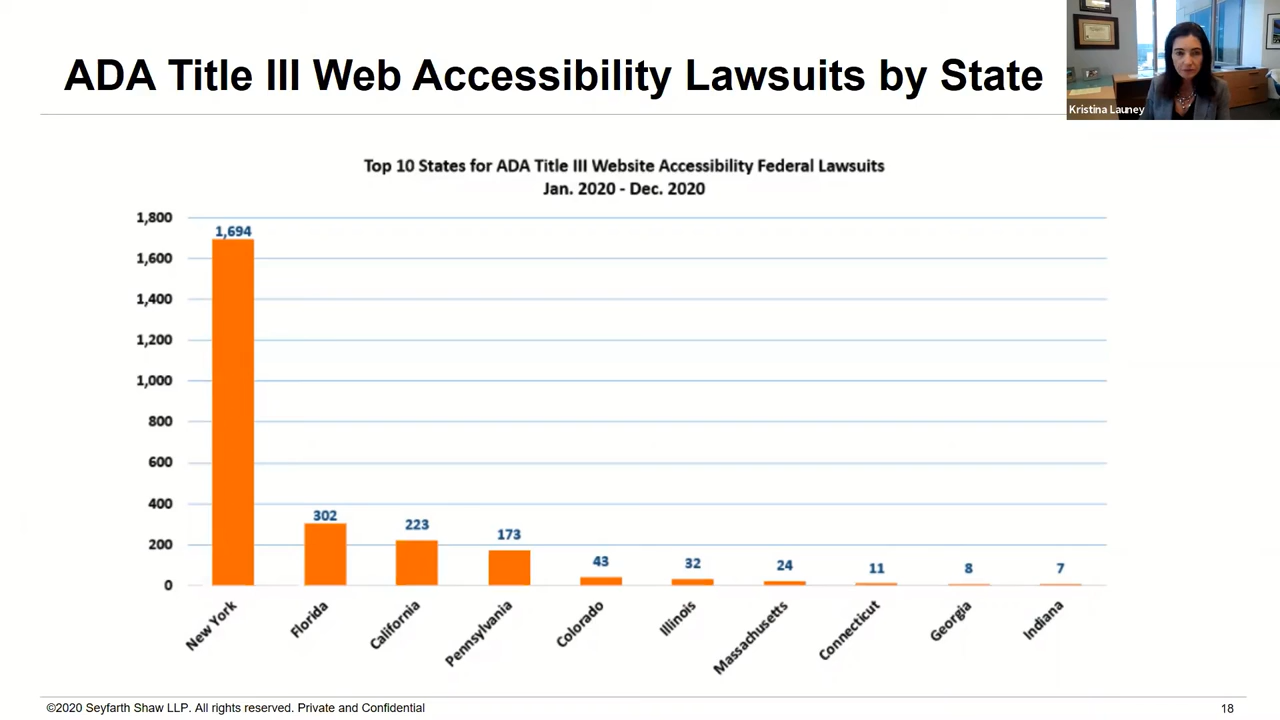 ADA Title III Web Accessibility Lawsuits by State
Kristina Launey
Top 10 States for ADA Title III Website Accessibility Federal Lawsuits
Jan. 2020 - Dec. 2020
1,800
1,600
1,400
1,200
1,000
800
600
400
200
0
1,694
302
223
173
43
32
24
11
8
7
New York
Florida
California
Pennsylvania
Colorado
Illinois
Massachusetts
Connecticut
Georgia
Indiana
©2020 Seyfarth Shaw LLP. All rights reserved. Private and Confidential
18